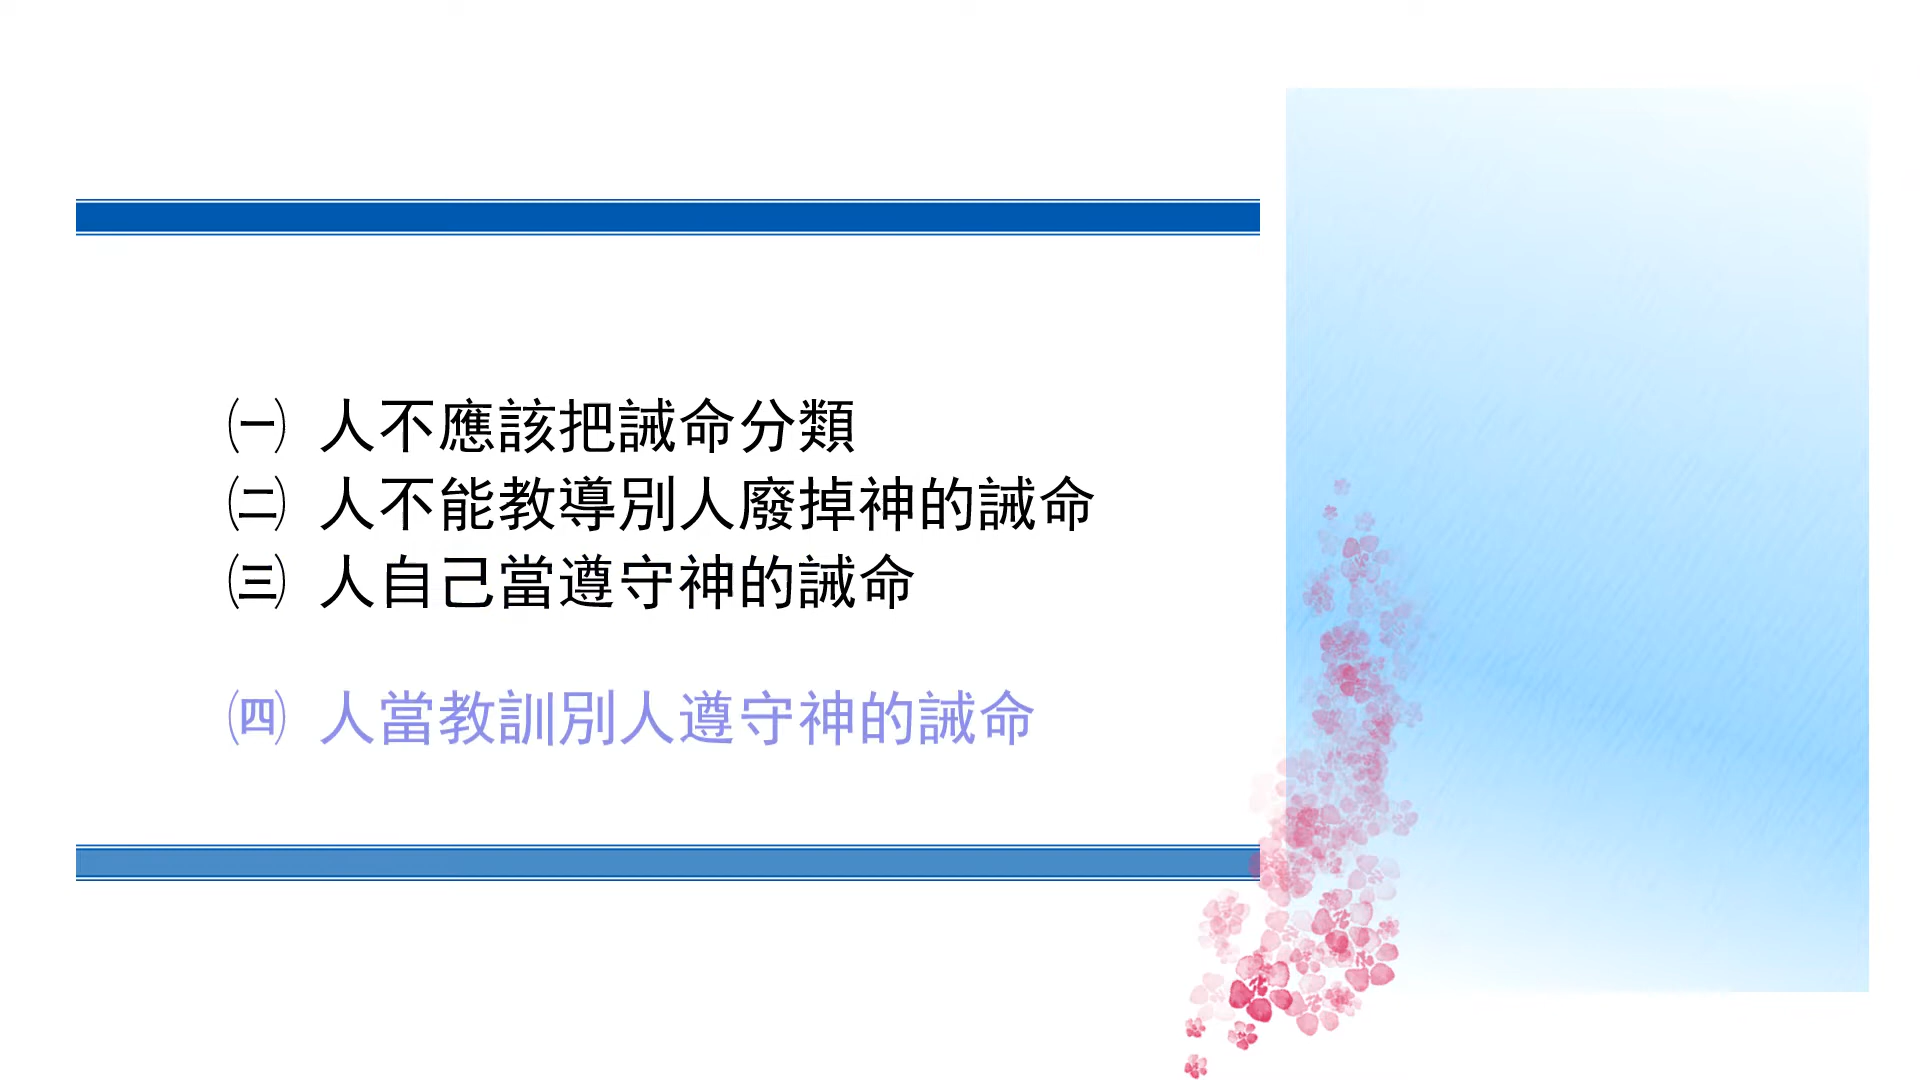 ㈠ 人不應該把誡命分類
㈡ 人不能教導別人廢掉神的誡命
㈢ 人自己當遵守神的誡命
㈣ 人當教訓別人遵守神的誡命